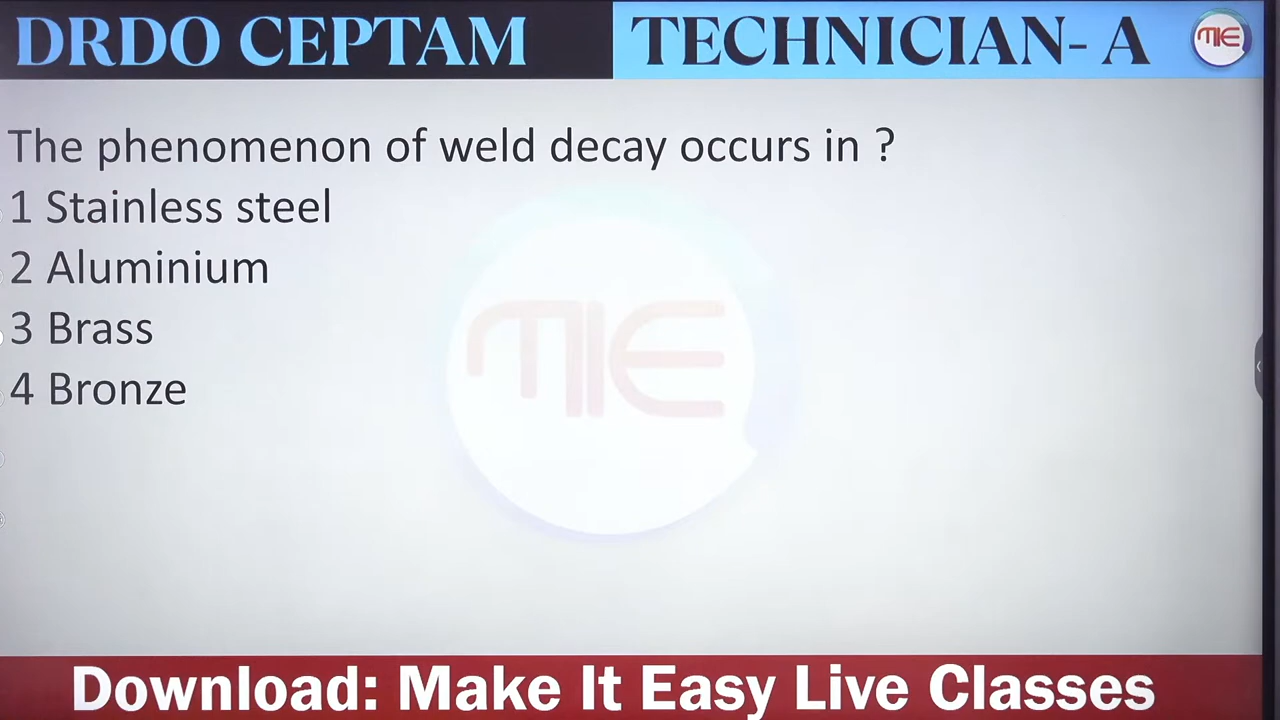 DRDO CEPTAM TECHNICIAN- A MIE
The phenomenon of weld decay occurs in ?
1 Stainless steel
2 Aluminium
3 Brass
4 Bronze
MIE
Download: Make It Easy Live Classes